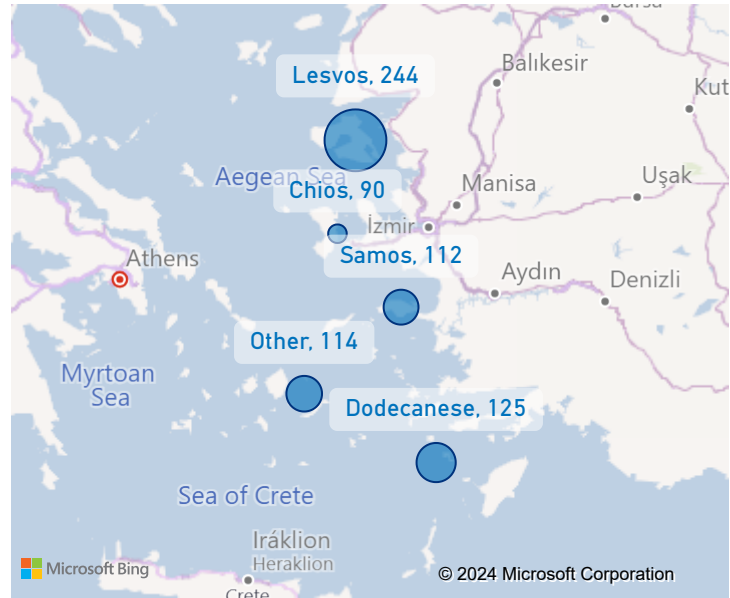 Bursa
Balıkesir
Lesvos, 244
Kut
Aegean Sea
Chios, 90
Manisa
Uşak
İzmir
Samos, 112
Athens
Aydın
Denizli
Other, 114
Myrtoan
Sea
Dodecanese, 125
Sea of Crete
Iráklion
Heraklion
Microsoft Bing
© 2024 Microsoft Corporation
Crete